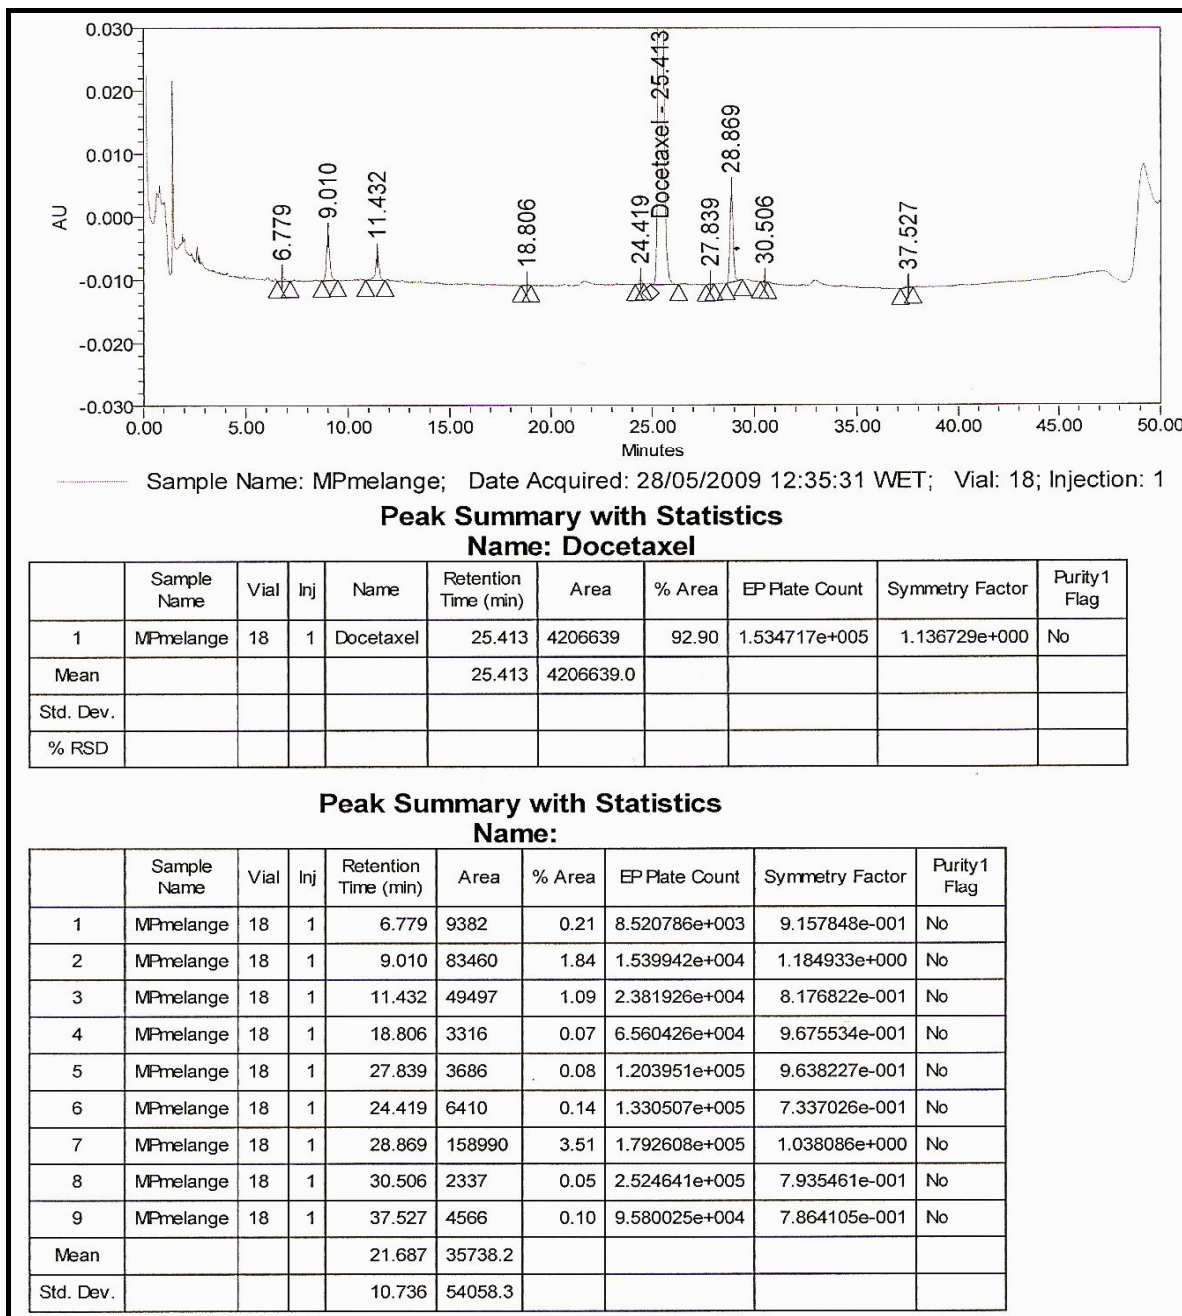 0.030
0.020
0.010
0.000
-0.010
-0.020
-0.030
AU
6.779
9.010
11.432
18.806
24.419
Docetaxel - 25.413
27.839
28.869
30.506
37.527
0.00 5.00 10.00 15.00 20.00 25.00 30.00 35.00 40.00 45.00 50.00
Minutes
Sample Name: MPmelange; Date Acquired: 28/05/2009 12:35:31 WET; Vial: 18; Injection: 1
Peak Summary with Statistics
Name: Docetaxel
Sample Name Vial Inj Name Retention Time (min) Area % Area EP Plate Count Symmetry Factor Purity1 Flag
1 MPmelange 18 1 Docetaxel 25.413 4206639 92.90 1.534717e+005 1.136729e+000 No
Mean 25.413 4206639.0
Std. Dev.
% RSD
Peak Summary with Statistics
Name:
Sample Name Vial Inj Retention Time (min) Area % Area EP Plate Count Symmetry Factor Purity1 Flag
1 MPmelange 18 1 6.779 9382 0.21 8.520786e+003 9.157848e-001 No
2 MPmelange 18 1 9.010 83460 1.84 1.539942e+004 1.184933e+000 No
3 MPmelange 18 1 11.432 49497 1.09 2.381926e+004 8.176822e-001 No
4 MPmelange 18 1 18.806 3316 0.07 6.560426e+004 9.675534e-001 No
5 MPmelange 18 1 27.839 3686 0.08 1.203951e+005 9.638227e-001 No
6 MPmelange 18 1 24.419 6410 0.14 1.330507e+005 7.337026e-001 No
7 MPmelange 18 1 28.869 158990 3.51 1.792608e+005 1.038086e+000 No
8 MPmelange 18 1 30.506 2337 0.05 2.524641e+005 7.935461e-001 No
9 MPmelange 18 1 37.527 4566 0.10 9.580025e+004 7.864105e-001 No
Mean 21.687 35738.2
Std. Dev. 10.736 54058.3